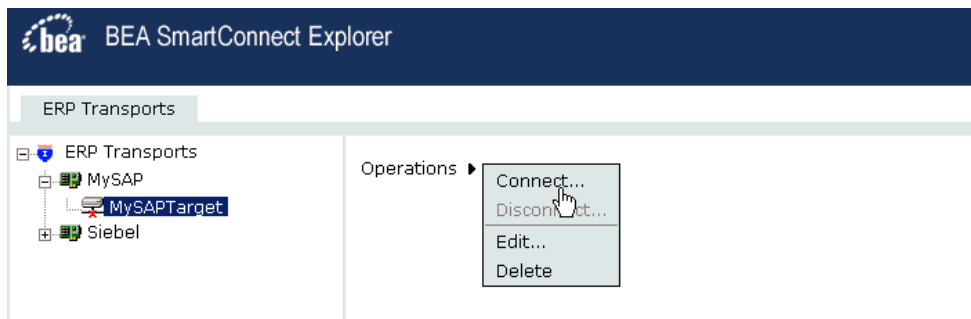 bea BEA SmartConnect Explorer
ERP Transports
ERP Transports
MySAP
MySAPTarget
Siebel
Operations
Connect...
Disconnect...
Edit...
Delete